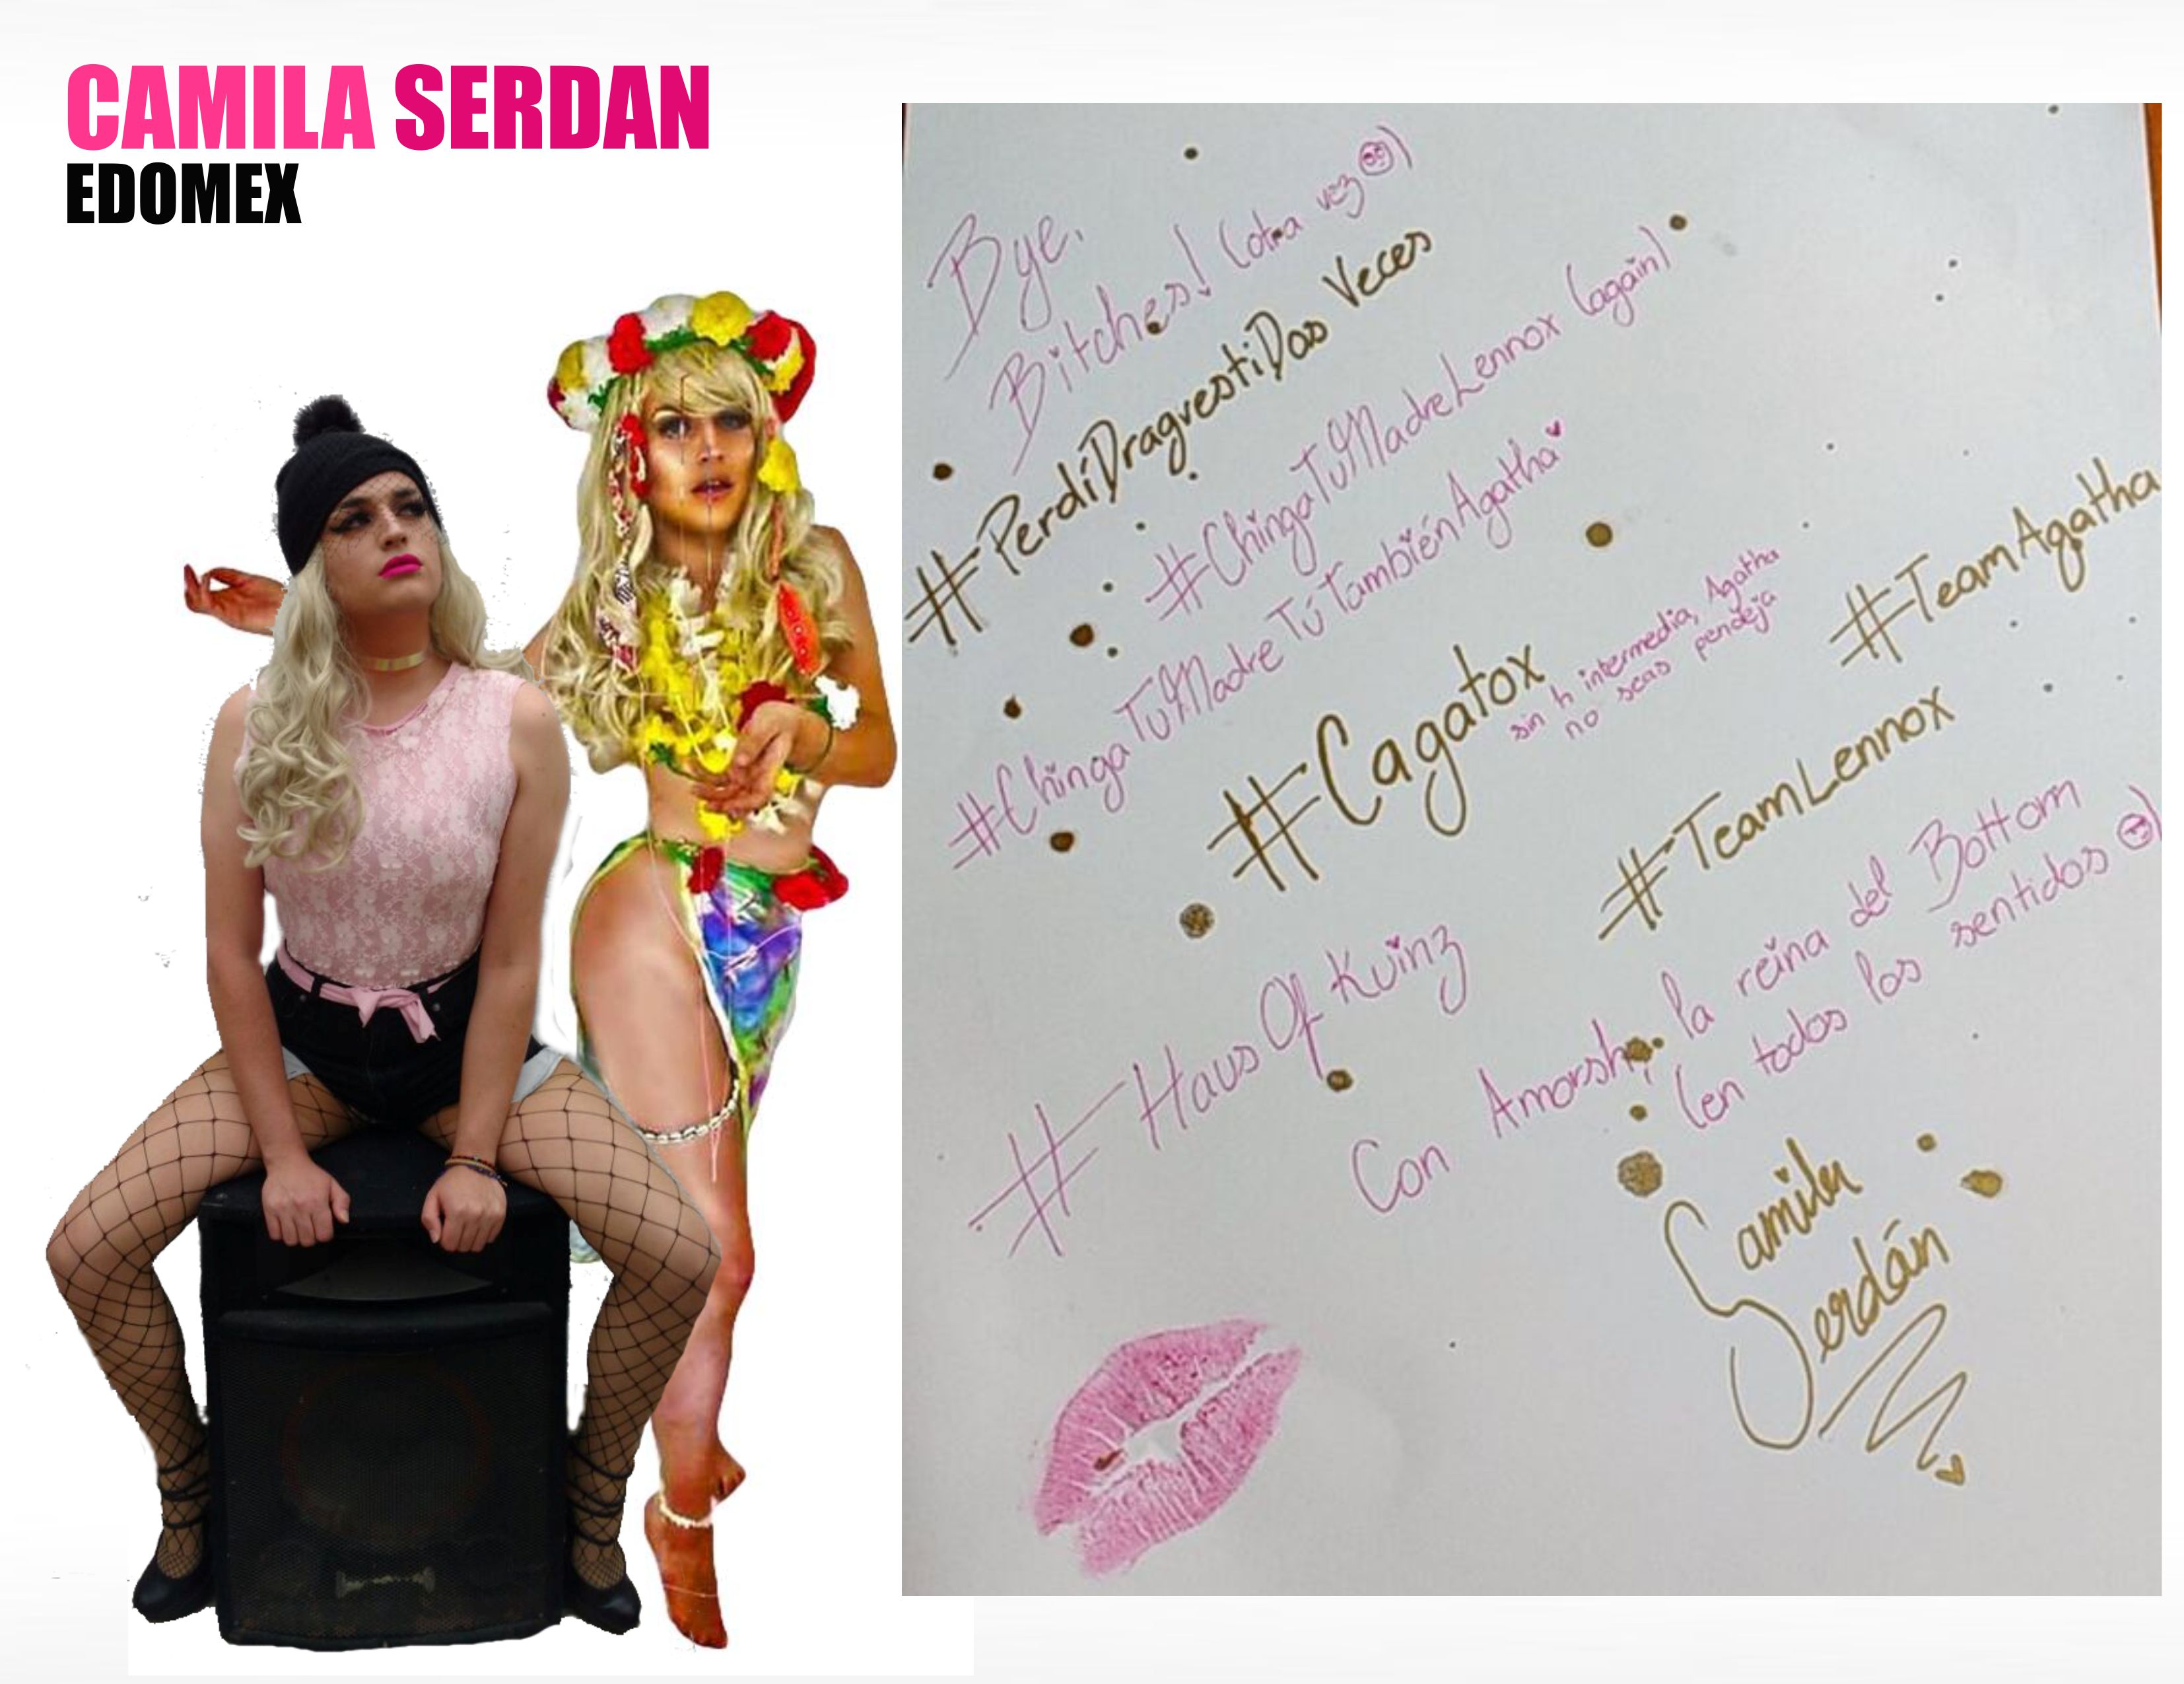 CAMILA SERDAN
EDOMEX
Bye,
Bitches! (otra vez )
#PerdíDragvestiDos Veces
#ChingaTuMadreLennox (again)
#ChingaTuMadreTúTambiénAgatha
#Cagatox
sin h intermedia, Agatha
no seas pendeja
#TeamAgatha
#TeamLennox
#HausOfKuinz
Con Amorsh, la reina del Bottom
(en todos los sentidos )
Camila
Serdán